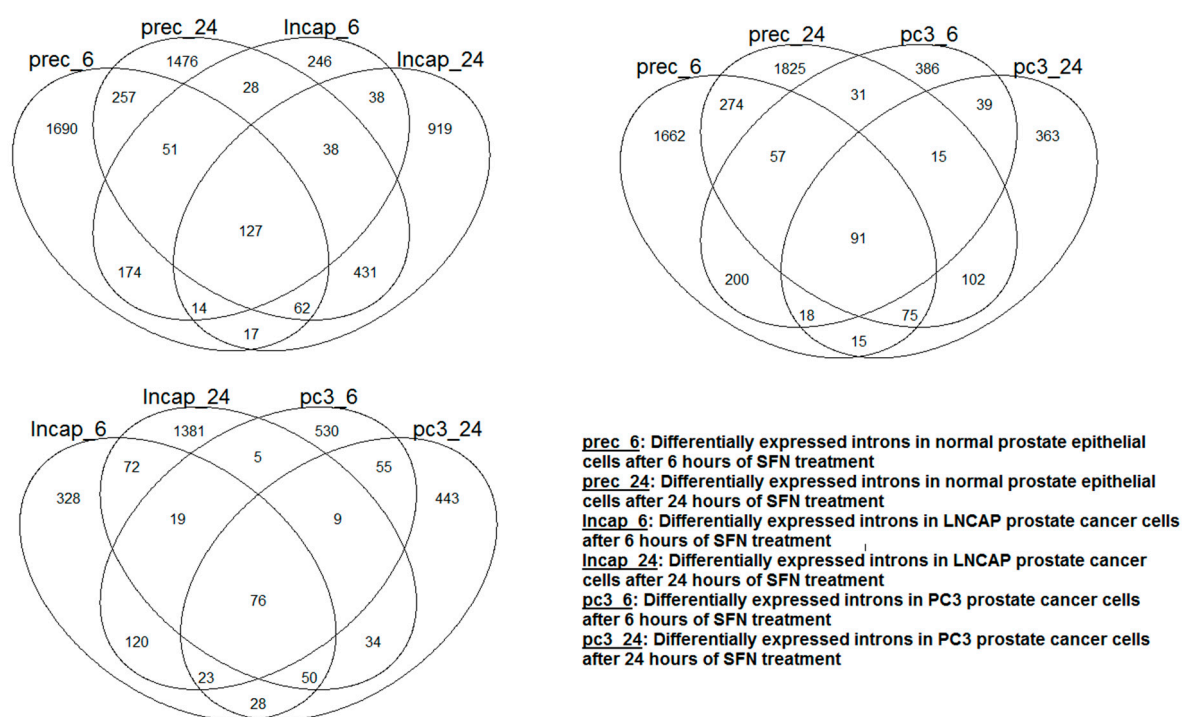 prec_24
lncap_6
prec_6
lncap_24
1476
246
28
257
38
1690
919
51
38
127
174
431
14
62
17
prec_24
pc3_6
prec_6
pc3_24
1825
386
31
274
39
1662
363
57
15
91
200
102
18
75
15
lncap_24
pc3_6
lncap_6
pc3_24
1381
530
5
72
55
328
443
19
9
76
120
34
23
50
28
prec_6: Differentially expressed introns in normal prostate epithelial
cells after 6 hours of SFN treatment
prec_24: Differentially expressed introns in normal prostate epithelial
cells after 24 hours of SFN treatment
lncap_6: Differentially expressed introns in LNCAP prostate cancer cells
after 6 hours of SFN treatment
lncap_24: Differentially expressed introns in LNCAP prostate cancer
cells after 24 hours of SFN treatment
pc3_6: Differentially expressed introns in PC3 prostate cancer cells
after 6 hours of SFN treatment
pc3_24: Differentially expressed introns in PC3 prostate cancer cells
after 24 hours of SFN treatment